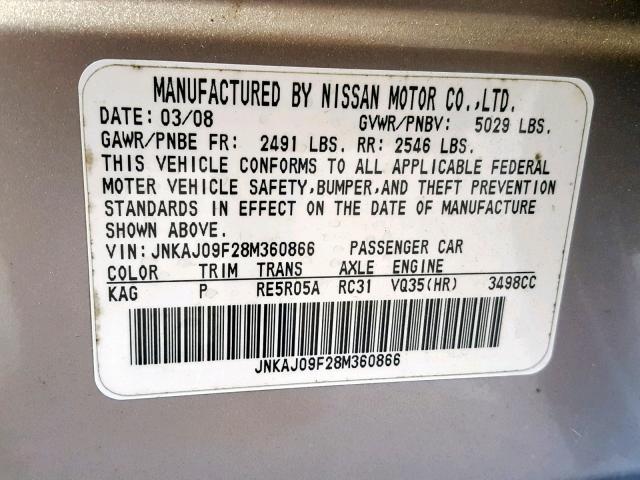 MANUFACTURED BY NISSAN MOTOR CO.,LTD.
DATE: 03/08 GVWR/PNBV: 5029 LBS.
GAWR/PNBE FR: 2491 LBS. RR: 2546 LBS.
THIS VEHICLE CONFORMS TO ALL APPLICABLE FEDERAL
MOTOR VEHICLE SAFETY,BUMPER,AND THEFT PREVENTION
STANDARDS IN EFFECT ON THE DATE OF MANUFACTURE
SHOWN ABOVE.
VIN:JNKAJ09F28M360866 PASSENGER CAR
COLOR TRIM TRANS AXLE ENGINE
KAG P RE5R05A RC31 VQ35(HR) 3498CC
JNKAJ09F28M360866